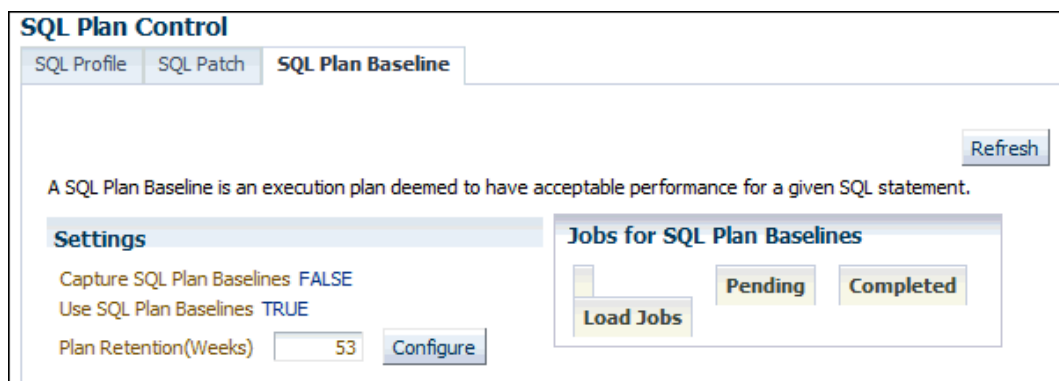 SQL Plan Control
SQL Profile SQL Patch SQL Plan Baseline
Refresh
A SQL Plan Baseline is an execution plan deemed to have acceptable performance for a given SQL statement.
Settings
Capture SQL Plan Baselines FALSE
Use SQL Plan Baselines TRUE
Plan Retention(Weeks) 53 Configure
Jobs for SQL Plan Baselines
Pending Completed
Load Jobs